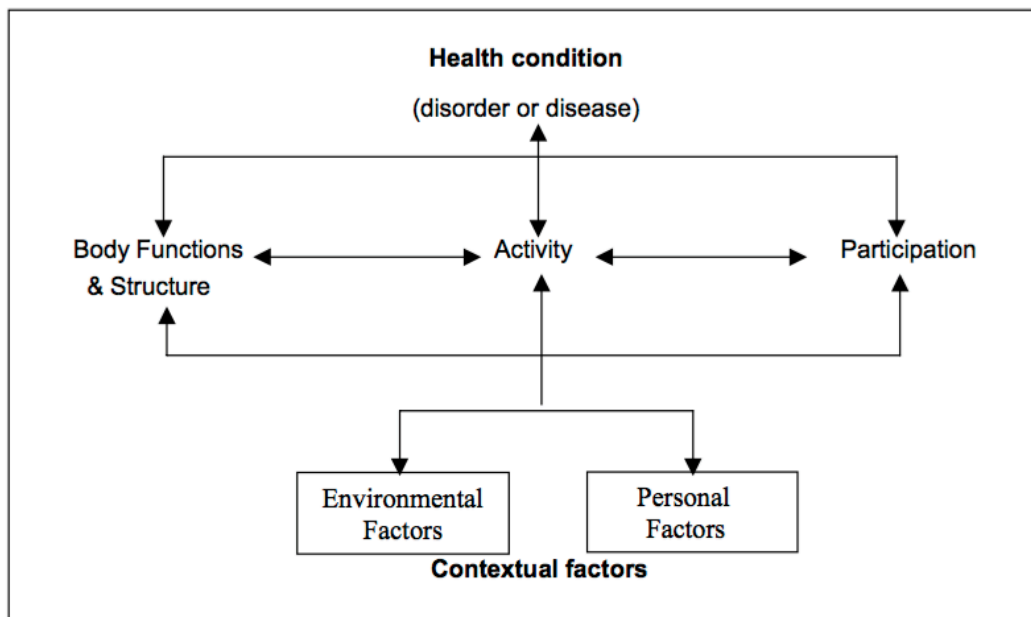 Health condition
(disorder or disease)
Body Functions
& Structure
Activity
Participation
Environmental
Factors
Personal
Factors
Contextual factors